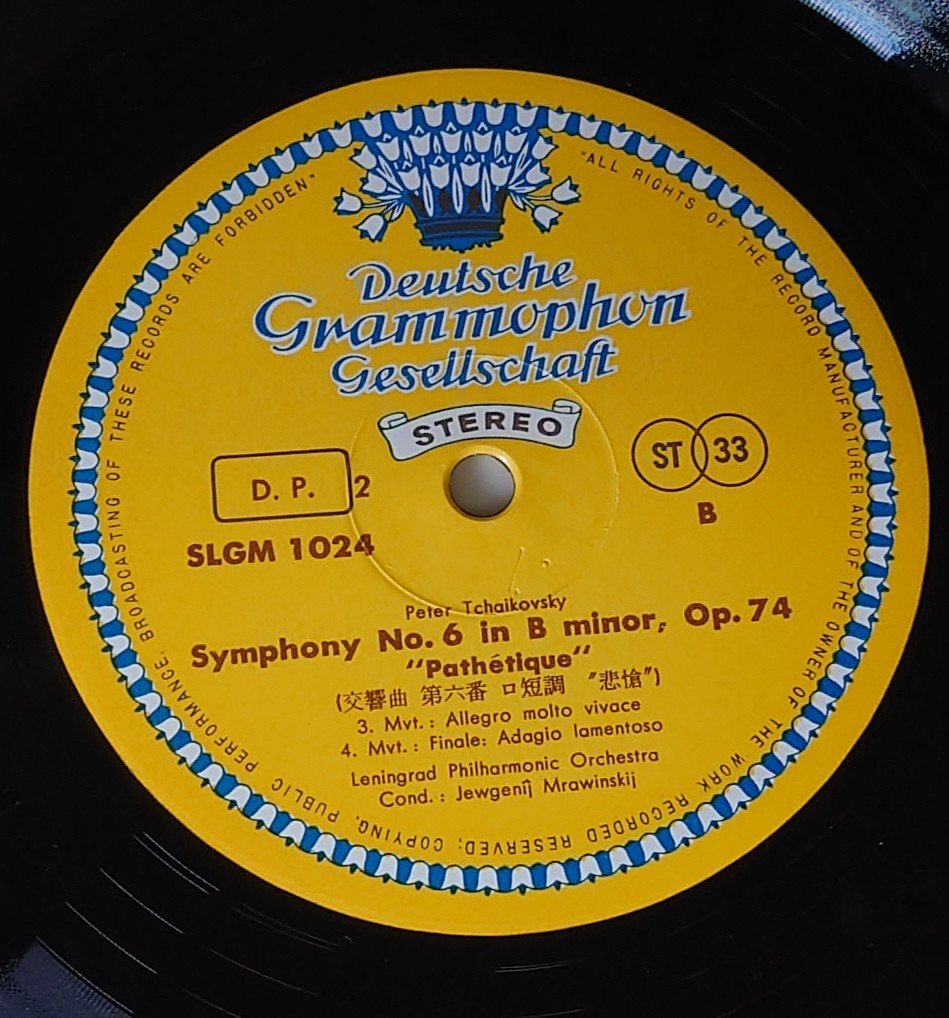 Deutsche
Grammophon
Gesellschaft
STEREO
D. P. 2
ST 33
SLGM 1024
B
Peter Tchaikovsky
Symphony No. 6 in B minor, Op. 74
"Pathétique"
(交響曲 第六番 ロ短調 〝悲愴〞)
3. Mvt. : Allegro molto vivace
4. Mvt. : Finale: Adagio lamentoso
Leningrad Philharmonic Orchestra
Cond. : Jewgenij Mrawinskij
"ALL RIGHTS OF THE RECORD MANUFACTURER AND OF THE OWNER OF THE WORK RECORDED RESERVED; COPYING, PUBLIC PERFORMANCE, BROADCASTING OF THESE RECORDS ARE FORBIDDEN"